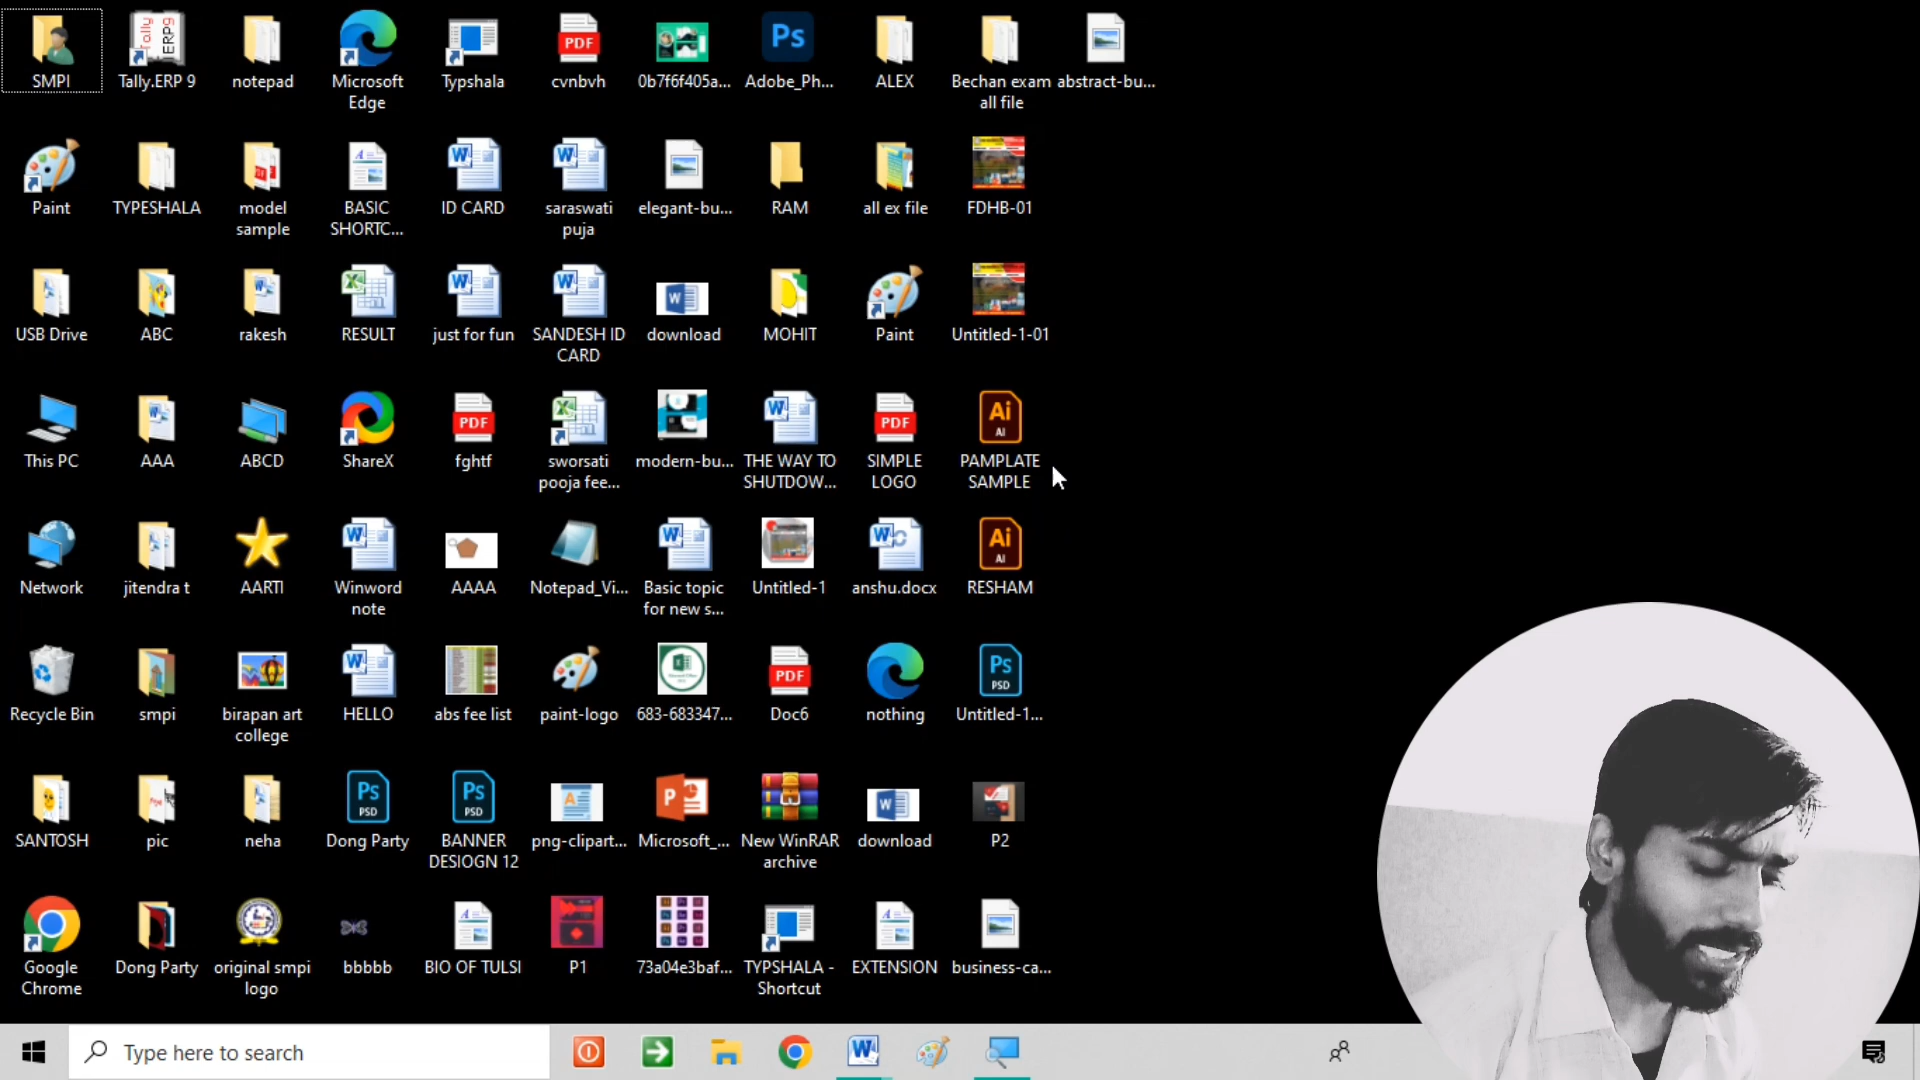 SMPI
Tally.ERP 9
notepad
Microsoft
Edge
Typshala
cvnbvh
0b7f6f405a...
Adobe_Ph...
ALEX
Bechan exam
all file
abstract-bu...
Paint
TYPESHALA
model
sample
BASIC
SHORTC...
ID CARD
saraswati
puja
elegant-bu...
RAM
all ex file
FDHB-01
USB Drive
ABC
rakesh
RESULT
just for fun
SANDESH ID
CARD
download
MOHIT
Paint
Untitled-1-01
This PC
AAA
ABCD
ShareX
fghtf
sworsati
pooja fee...
modern-bu...
THE WAY TO
SHUTDOW...
SIMPLE
LOGO
PAMPLATE
SAMPLE
Network
jitendra t
AARTI
Winword
note
AAAA
Notepad_Vi...
Basic topic
for new s...
Untitled-1
anshu.docx
RESHAM
Recycle Bin
smpi
birapan art
college
HELLO
abs fee list
paint-logo
683-683347...
Doc6
nothing
Untitled-1...
SANTOSH
pic
neha
Dong Party
BANNER
DESIOGN 12
png-clipart...
Microsoft_...
New WinRAR
archive
download
P2
Google
Chrome
Dong Party
original smpi
logo
bbbbb
BIO OF TULSI
P1
73a04e3baf...
TYPSHALA -
Shortcut
EXTENSION
business-ca...
Type here to search